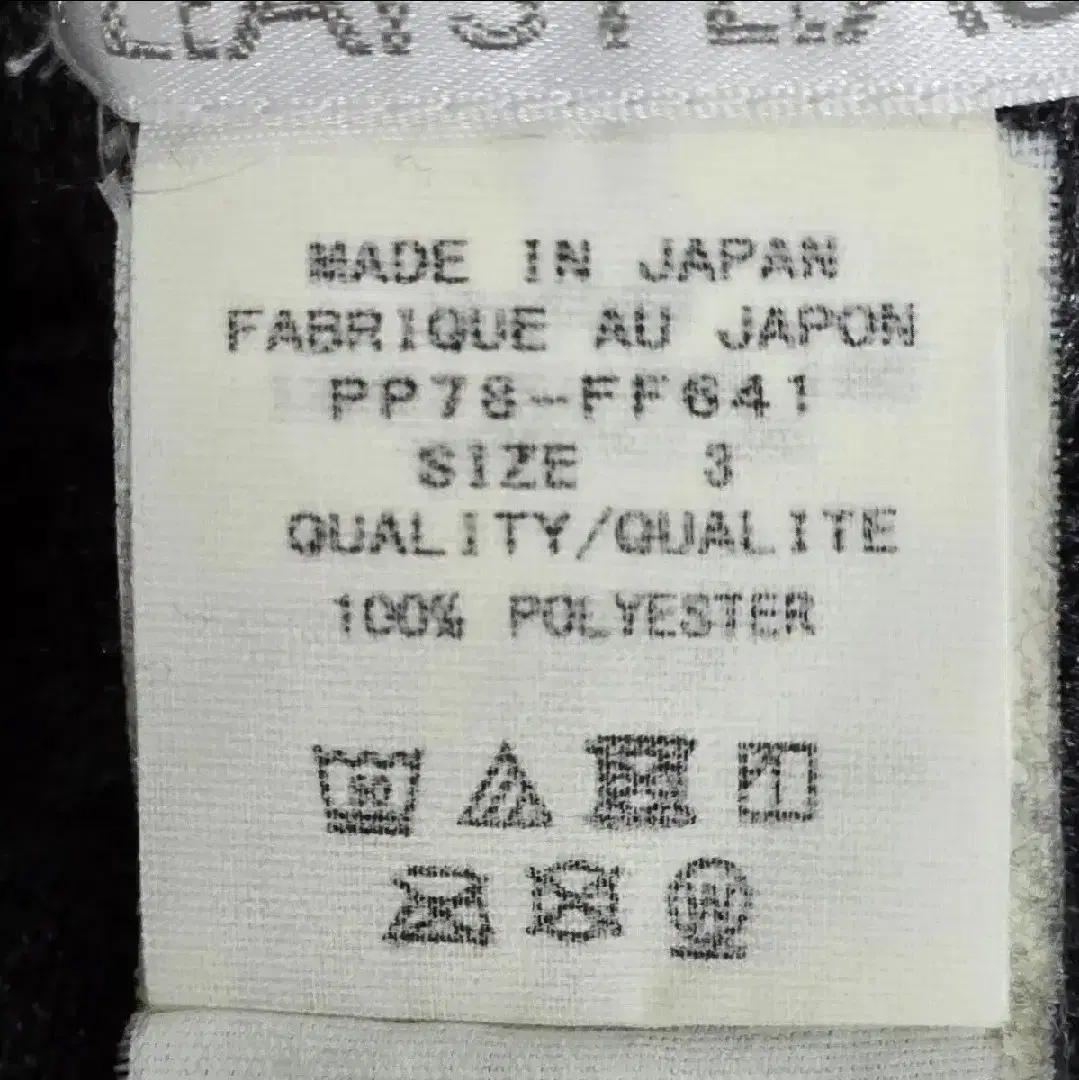 MADE IN JAPAN
FABRIQUE AU JAPON
PP78-FF641
SIZE 3
QUALITY/QUALITE
100% POLYESTER